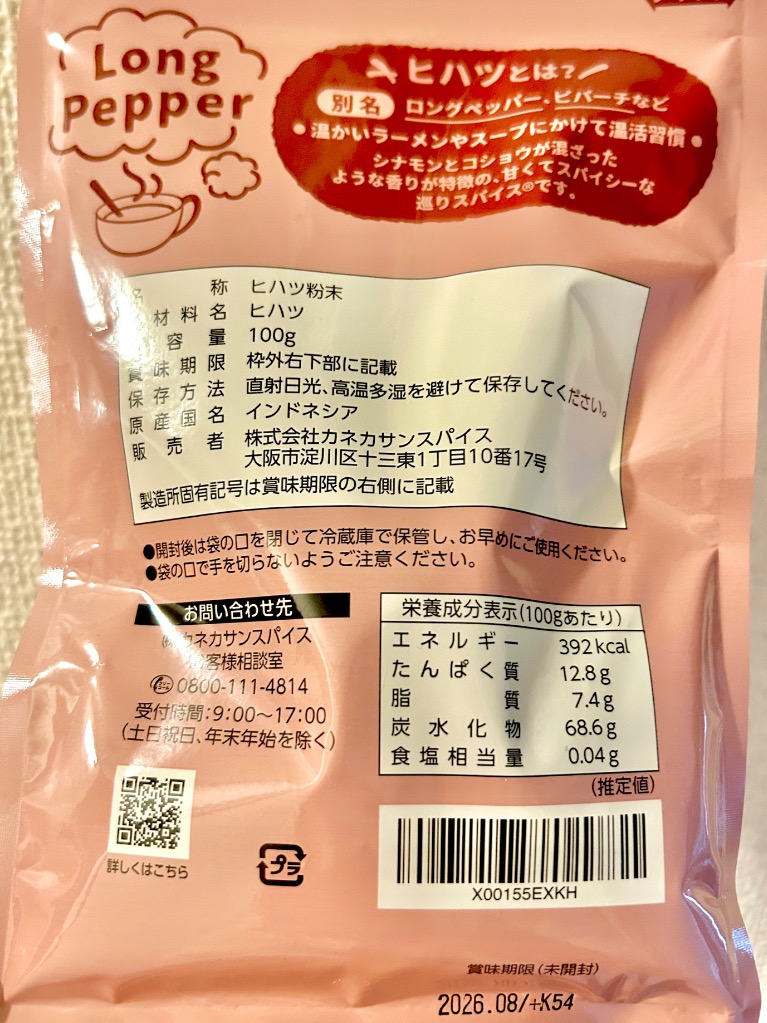 Long
Pepper
ヒハツとは?
別名 ロングペッパー・ピパーチなど
●温かいラーメンやスープにかけて温活習慣●
シナモンとコショウが混ざった
ような香りが特徴の、甘くてスパイシーな
巡りスパイス®です。
名称 ヒハツ粉末
材料名 ヒハツ
容量 100g
賞味期限 枠外右下部に記載
保存方法 直射日光、高温多湿を避けて保存してください。
原産国名 インドネシア
販売者 株式会社カネカサンスパイス
大阪市淀川区十三東1丁目10番17号
製造所固有記号は賞味期限の右側に記載
●開封後は袋の口を閉じて冷蔵庫で保管し、お早めにご使用ください。
●袋の口で手を切らないようご注意ください。
お問い合わせ先
㈱カネカサンスパイス
お客様相談室
0800-111-4814
受付時間:9:00〜17:00
(土日祝日、年末年始を除く)
詳しくはこちら
プラ
栄養成分表示(100gあたり)
エネルギー 392kcal
たんぱく質 12.8g
脂質 7.4g
炭水化物 68.6g
食塩相当量 0.04g
(推定値)
X00155EXKH
賞味期限(未開封)
2026.08/+K54